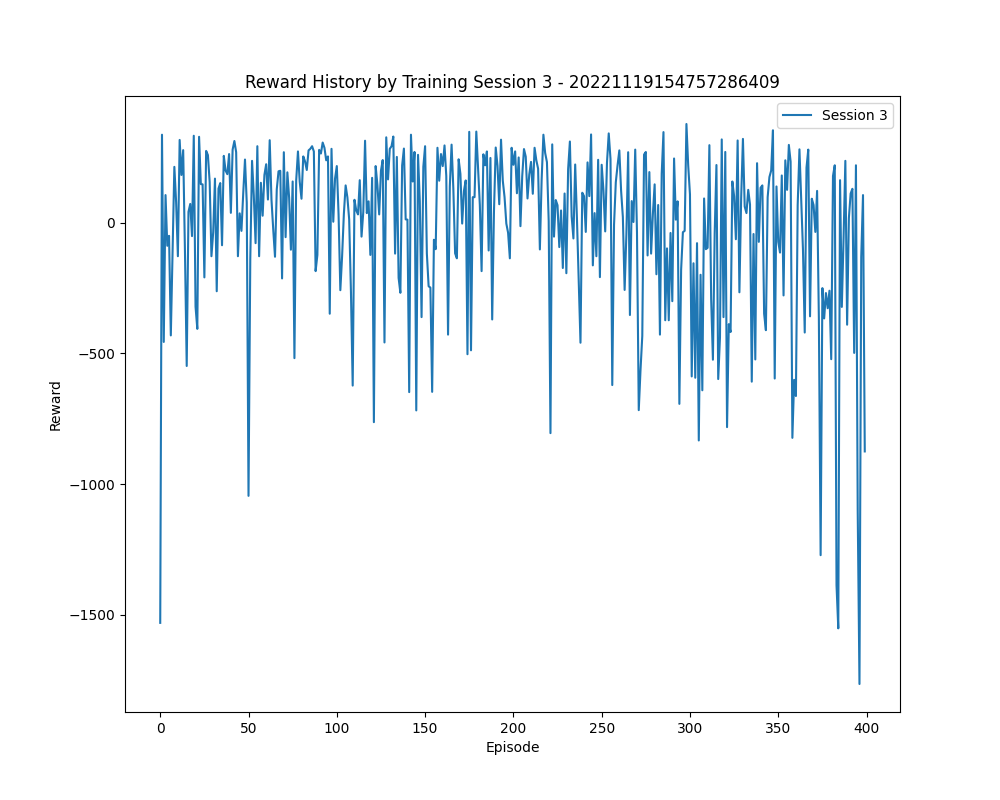 Reward History by Training Session 3 - 20221119154757286409
Session 3
0
−500
−1000
−1500
Reward
0 50 100 150 200 250 300 350 400
Episode